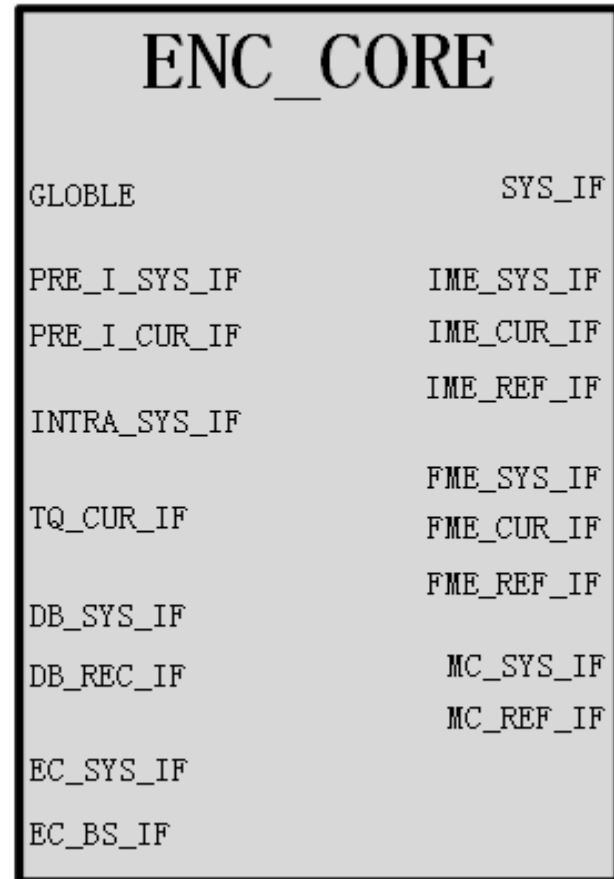 ENC_CORE
GLOBLE
PRE_I_SYS_IF
PRE_I_CUR_IF
INTRA_SYS_IF
TQ_CUR_IF
DB_SYS_IF
DB_REC_IF
EC_SYS_IF
EC_BS_IF
SYS_IF
IME_SYS_IF
IME_CUR_IF
IME_REF_IF
FME_SYS_IF
FME_CUR_IF
FME_REF_IF
MC_SYS_IF
MC_REF_IF